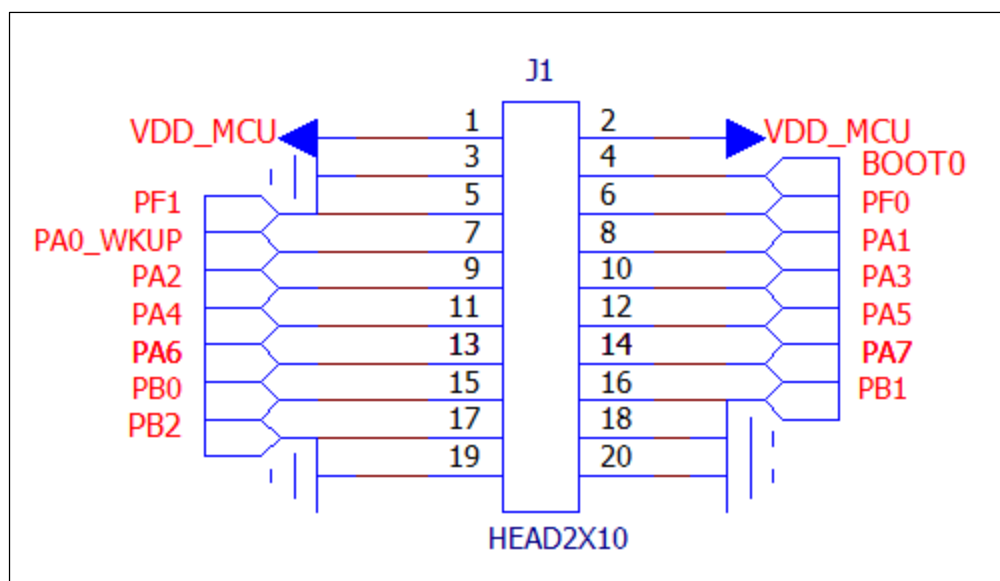 J1
VDD_MCU 1 2 VDD_MCU
3 4 BOOT0
PF1 5 6 PF0
PA0_WKUP 7 8 PA1
PA2 9 10 PA3
PA4 11 12 PA5
PA6 13 14 PA7
PB0 15 16 PB1
PB2 17 18
19 20
HEAD2X10